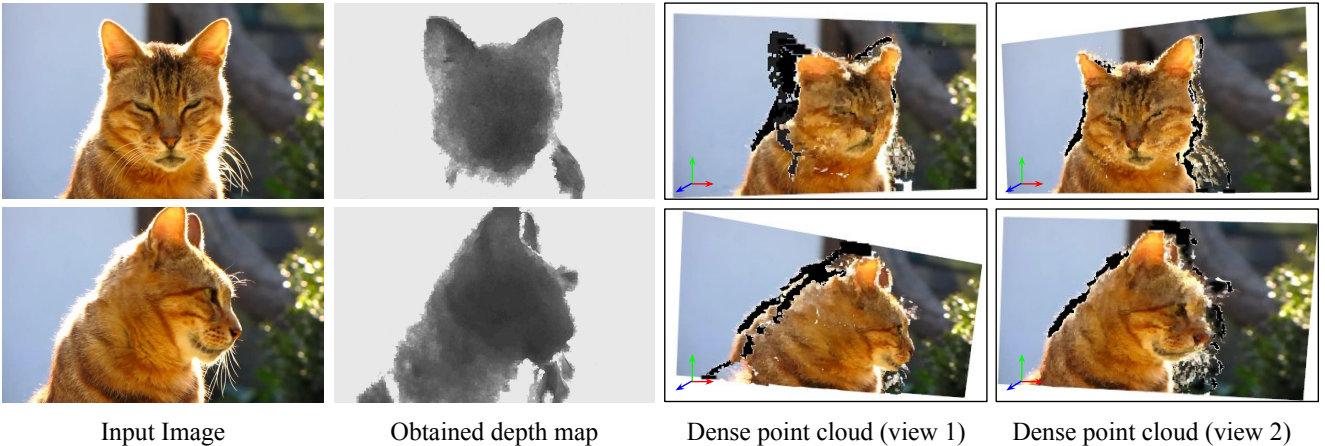 Input Image
Obtained depth map
Dense point cloud (view 1)
Dense point cloud (view 2)